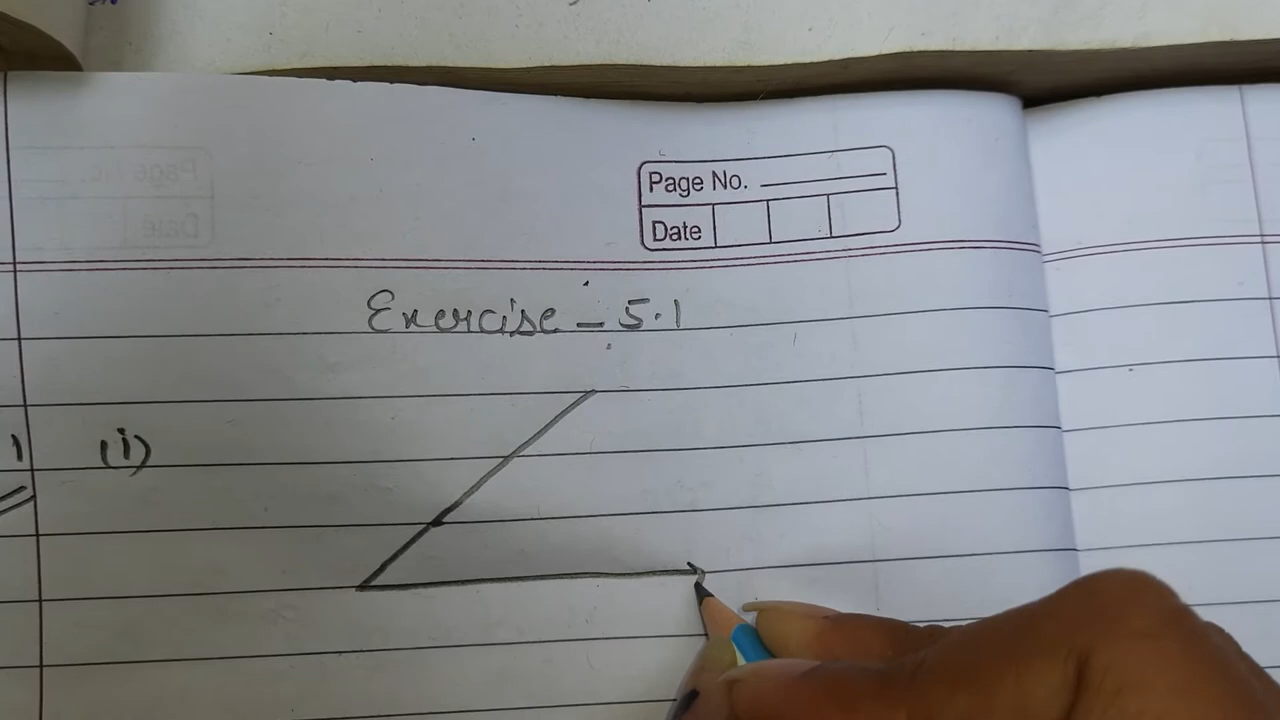 Page No.
Date
Exercise - 5.1
1 (i)